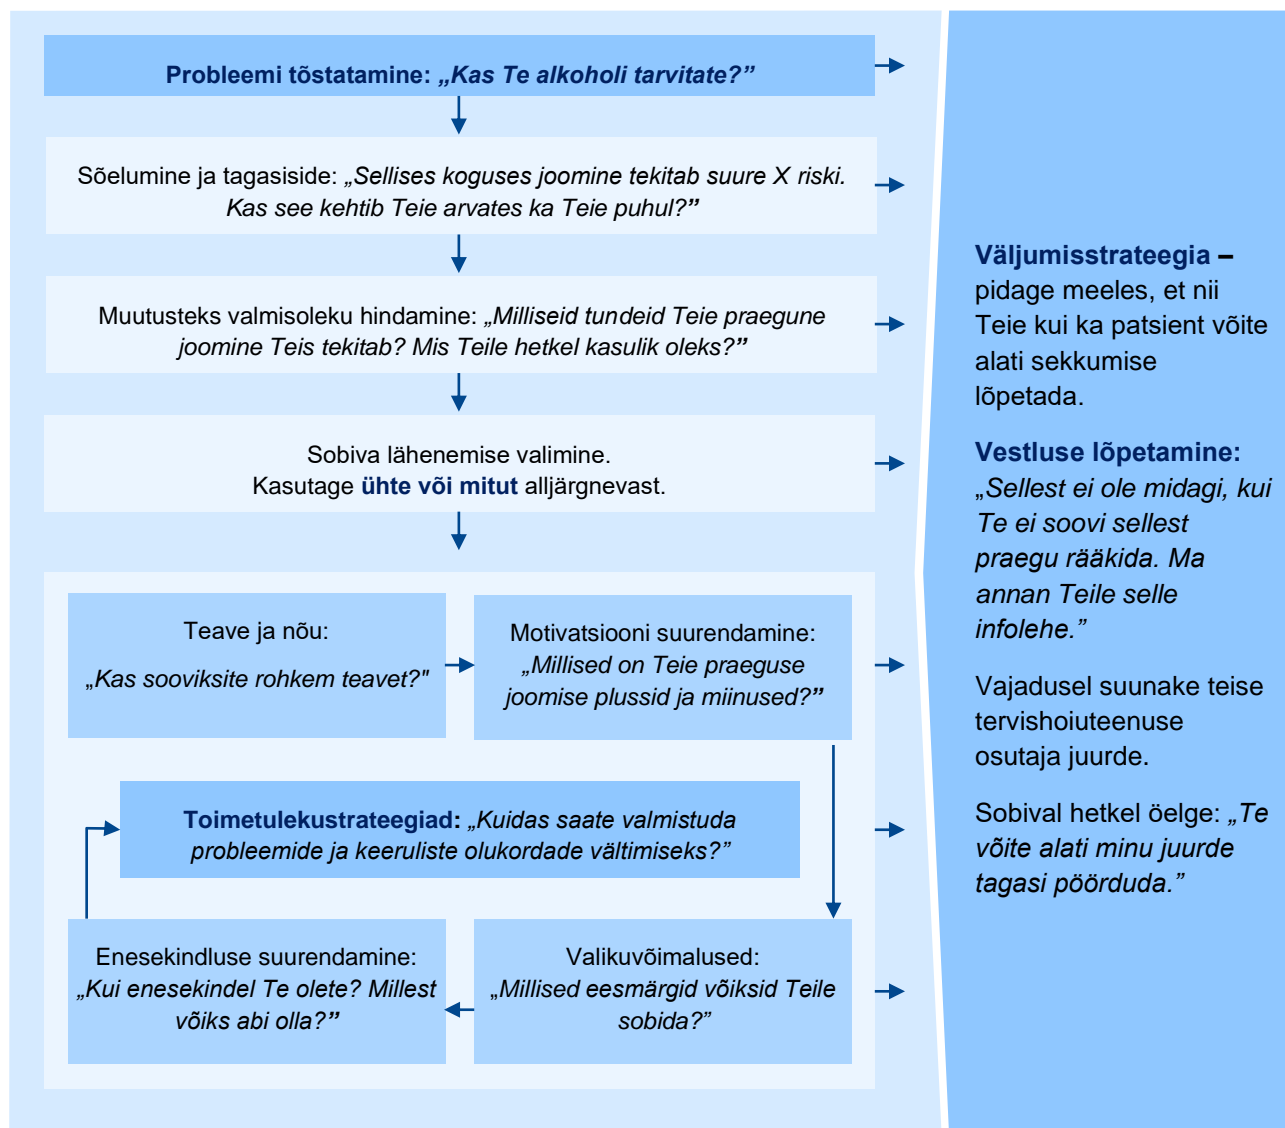 Probleemi tõstatamine: „Kas Te alkoholi tarvitate?”
Sõelumine ja tagasiside: „Sellises koguses joomine tekitab suure X riski.
Kas see kehtib Teie arvates ka Teie puhul?”
Muutusteks valmisoleku hindamine: „Milliseid tundeid Teie praegune
joomine Teis tekitab? Mis Teile hetkel kasulik oleks?”
Sobiva lähenemise valimine.
Kasutage ühte või mitut alljärgnevast.
Teave ja nõu:
„Kas sooviksite rohkem teavet?"
Motivatsiooni suurendamine:
„Millised on Teie praeguse
joomise plussid ja miinused?”
Toimetulekustrateegiad: „Kuidas saate valmistuda
probleemide ja keeruliste olukordade vältimiseks?”
Enesekindluse suurendamine:
„Kui enesekindel Te olete? Millest
võiks abi olla?”
Valikuvõimalused:
„Millised eesmärgid võiksid Teile
sobida?”
Väljumisstrateegia –
pidage meeles, et nii
Teie kui ka patsient võite
alati sekkumise
lõpetada.
Vestluse lõpetamine:
„Sellest ei ole midagi, kui
Te ei soovi sellest
praegu rääkida. Ma
annan Teile selle
infolehe.”
Vajadusel suunake teise
tervishoiuteenuse
osutaja juurde.
Sobival hetkel öelge: „Te
võite alati minu juurde
tagasi pöörduda.”